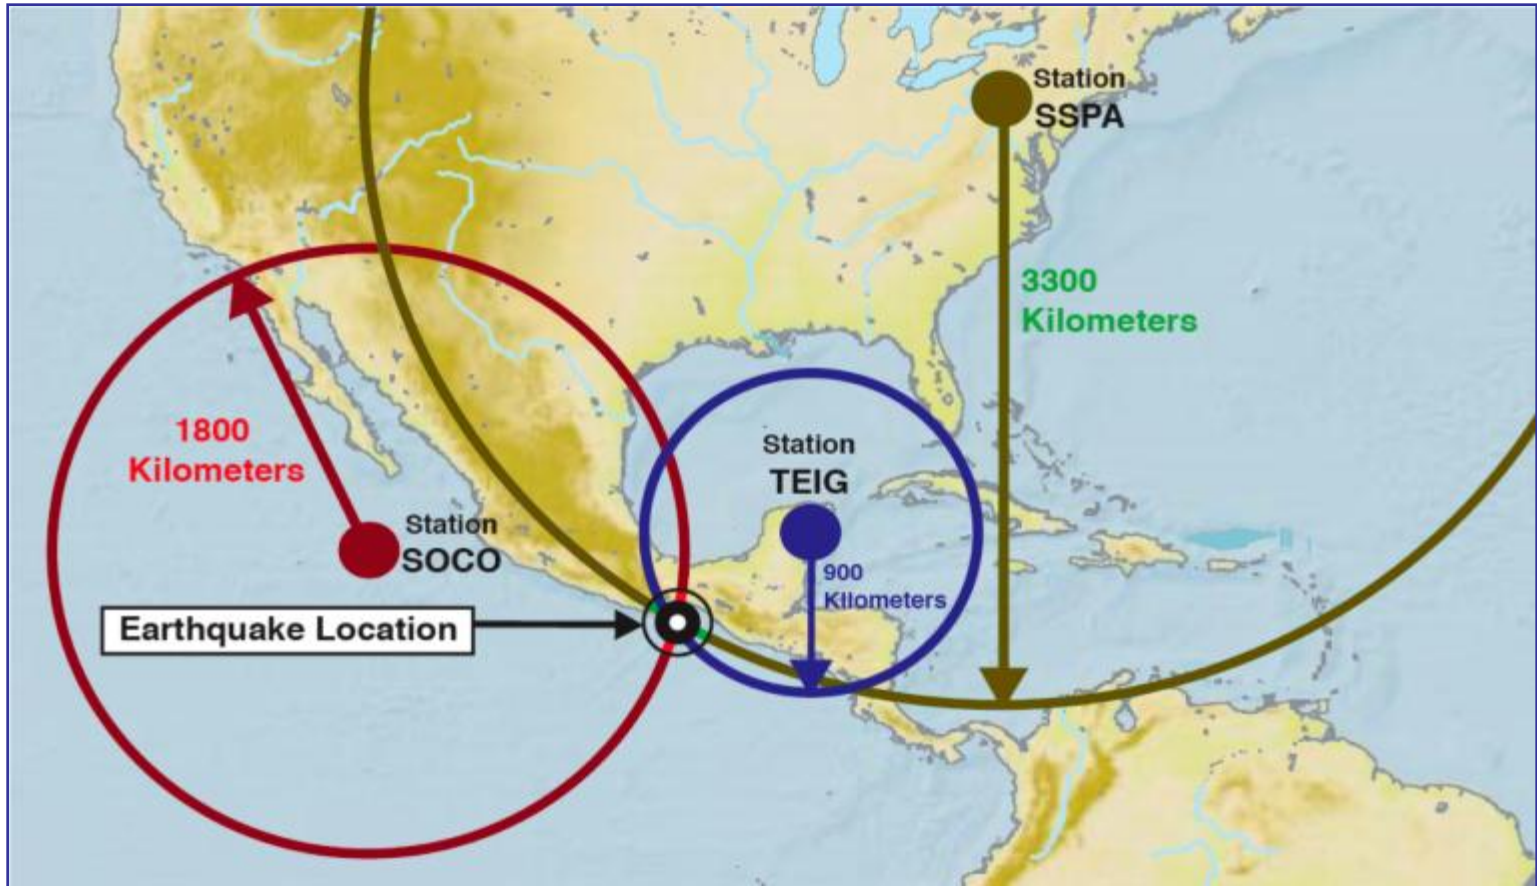 Station
SSPA
3300
Kilometers
1800
Kilometers
Station
TEIG
Station
SOCO
900
Kilometers
Earthquake Location